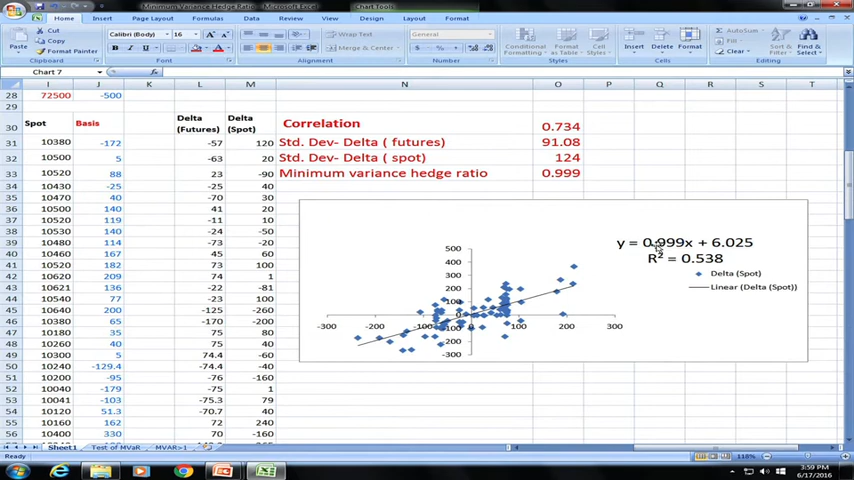 Minimum Variance Hedge Ratio - Microsoft Excel
Chart Tools
Home Insert Page Layout Formulas Data Review View Design Layout Format
Paste
Cut
Copy
Format Painter
Clipboard
Calibri (Body) 16
Font
Wrap Text
Merge & Center
Alignment
General
Number
Conditional Formatting
Format as Table
Cell Styles
Styles
Insert Delete Format
Cells
AutoSum
Fill
Clear
Sort & Filter
Find & Select
Editing
Chart 7
fx
I J K L M N O P Q R S T
28 72500 -500
29
30 Spot Basis Delta (Futures) Delta (Spot) Correlation 0.734
31 10380 -172 -57 120 Std. Dev- Delta ( futures) 91.08
32 10500 5 -63 20 Std. Dev- Delta ( spot) 124
33 10520 88 23 -90 Minimum variance hedge ratio 0.999
34 10430 -25 -25 40
35 10470 40 -70 30
36 10500 140 41 20
37 10520 119 -11 10
38 10530 124 -24 -50
39 10480 114 -73 -20
40 10460 167 45 60
41 10520 182 73 100
42 10620 209 74 1
43 10621 136 -22 -81
44 10540 77 -23 100
45 10640 200 -125 -260
46 10380 65 -170 -200
47 10180 35 75 80
48 10260 40 75 40
49 10300 5 74.4 -60
50 10240 -129.4 -74.4 -40
51 10200 -95 -76 -160
52 10040 -179 -75 1
53 10041 -103 -75.3 79
54 10120 51.3 -70.7 40
55 10160 162 72 240
56 10400 330 70 -160
y = 0.999x + 6.025
R² = 0.538
Delta (Spot)
Linear (Delta (Spot))
500
400
300
200
100
-300 -200 -100 100 200 300
-100
-200
-300
Sheet1 Test of MVaR MVAR>1
Ready 118%
3:59 PM
6/17/2016